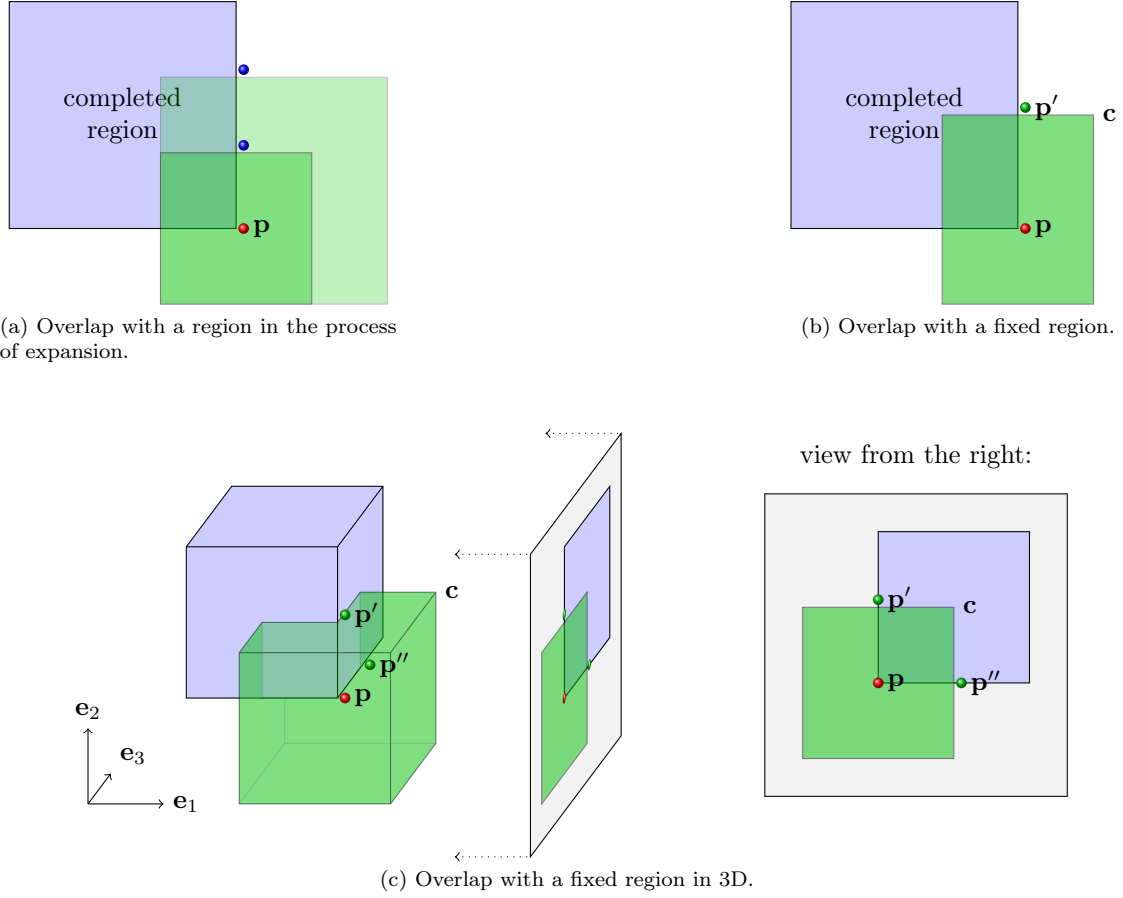 completed
region
p
(a) Overlap with a region in the process
of expansion.
completed
region
p′
c
p
(b) Overlap with a fixed region.
view from the right:
c
p′
p″
p
e₂
e₃
e₁
p′
c
p
p″
(c) Overlap with a fixed region in 3D.